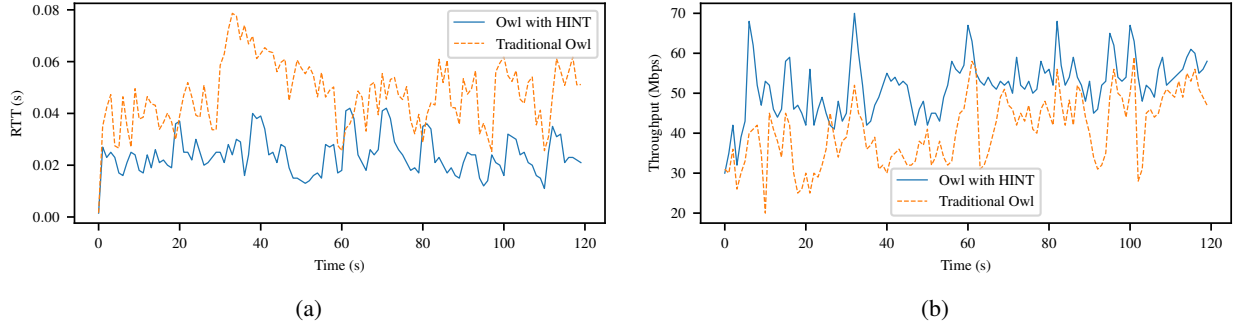 0.08
0.06
0.04
0.02
0.00
RTT (s)
0
20
40
60
80
100
120
Time (s)
Owl with HINT
Traditional Owl
(a)
70
60
50
40
30
20
Throughput (Mbps)
0
20
40
60
80
100
120
Time (s)
Owl with HINT
Traditional Owl
(b)